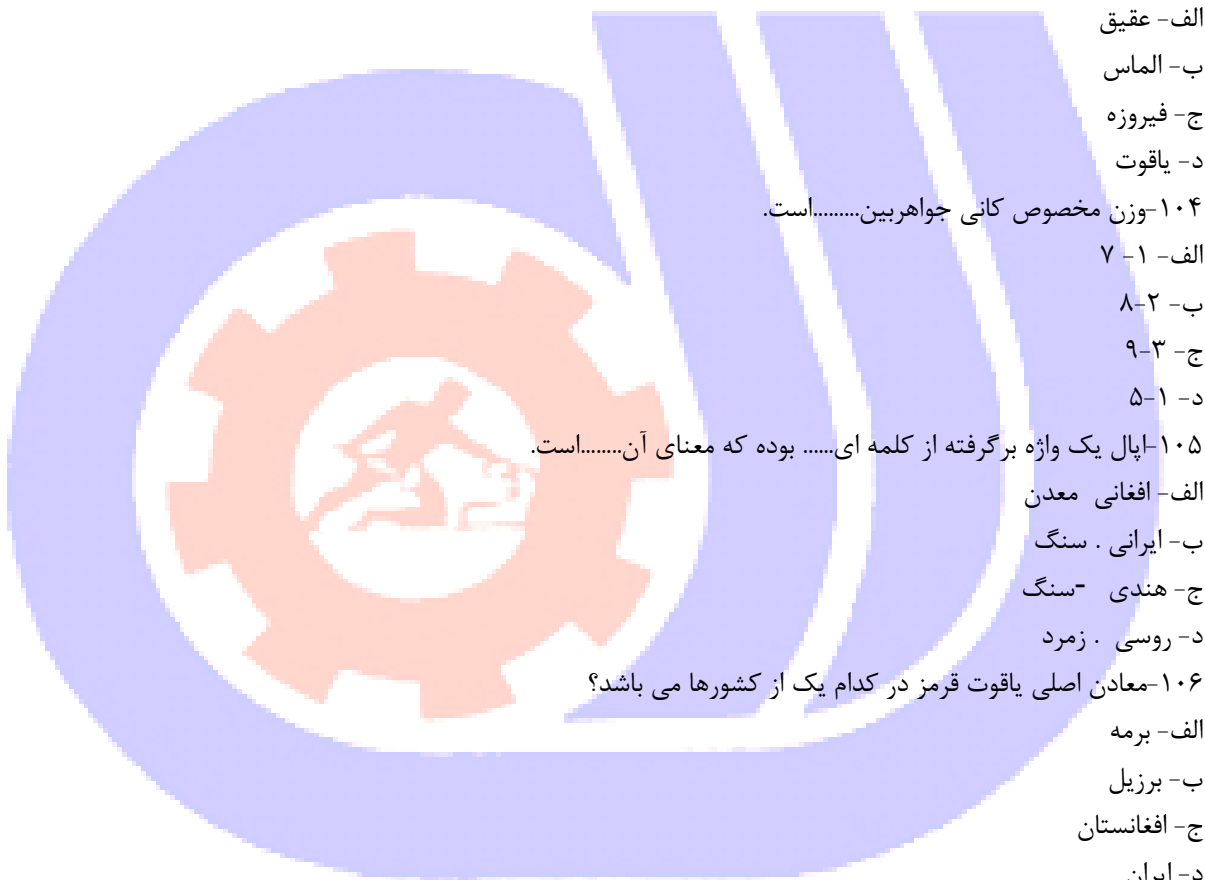 الف- عقیق
ب- الماس
ج- فیروزه
د- یاقوت
۱۰۴-وزن مخصوص کانی جواهربین.........است.
الف- ۱- ۷
ب- ۲-۸
ج- ۳-۹
د- ۱-۵
۱۰۵-اپال یک واژه برگرفته از کلمه ای...... بوده که معنای آن........است.
الف- افغانی معدن
ب- ایرانی . سنگ
ج- هندی -سنگ
د- روسی . زمرد
۱۰۶-معادن اصلی یاقوت قرمز در کدام یک از کشورها می باشد؟
الف- برمه
ب- برزیل
ج- افغانستان
د- ایران